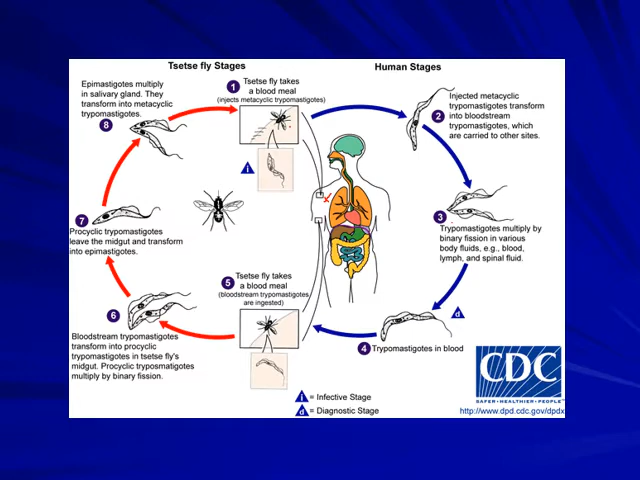 Tsetse fly Stages
Human Stages
1
Tsetse fly takes
a blood meal
(injects metacyclic trypomastigotes)
i
2
Injected metacyclic
trypomastigotes transform
into bloodstream
trypomastigotes, which
are carried to other sites.
3
Trypomastigotes multiply by
binary fission in various
body fluids, e.g., blood,
lymph, and spinal fluid.
d
4
Trypomastigotes in blood
5
Tsetse fly takes
a blood meal
(bloodstream trypomastigotes
are ingested)
6
Bloodstream trypomastigotes
transform into procyclic
trypomastigotes in tsetse fly's
midgut. Procyclic tryposmatigotes
multiply by binary fission.
7
Procyclic trypomastigotes
leave the midgut and transform
into epimastigotes.
Epimastigotes multiply
in salivary gland. They
transform into metacyclic
trypomastigotes.
8
i = Infective Stage
d = Diagnostic Stage
CDC
SAFER • HEALTHIER • PEOPLE™
http://www.dpd.cdc.gov/dpdx